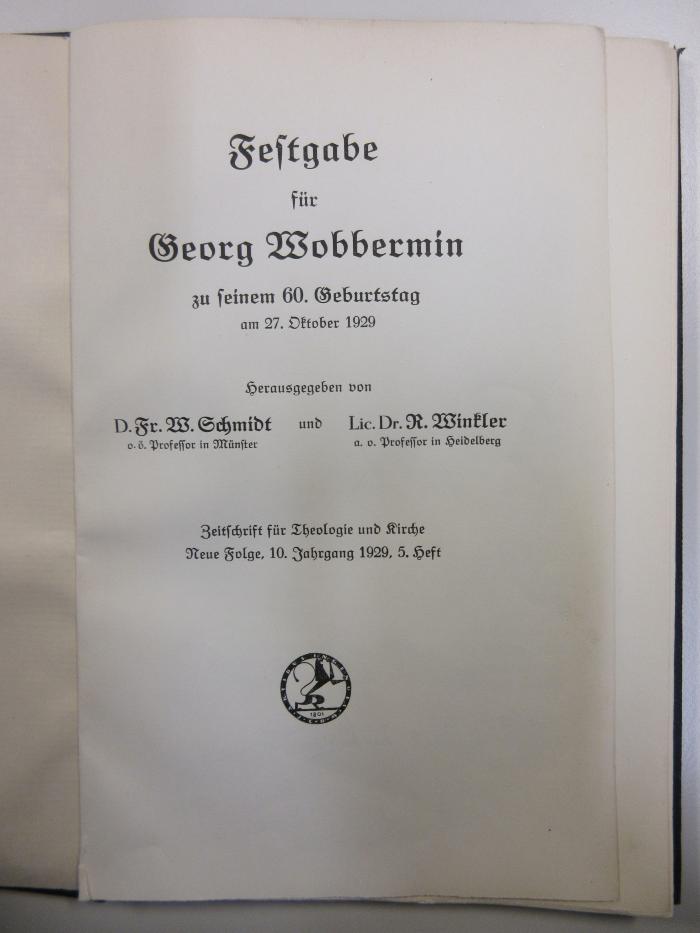 Feſtgabe
für
Georg Wobbermin
zu ſeinem 60. Geburtstag
am 27. Oktober 1929
Herausgegeben von
D. Fr. W. Schmidt und Lic. Dr. R. Winkler
o. ö. Profeſſor in Münſter a. o. Profeſſor in Heidelberg
Zeitſchrift für Theologie und Kirche
Neue Folge, 10. Jahrgang 1929, 5. Heft
1801